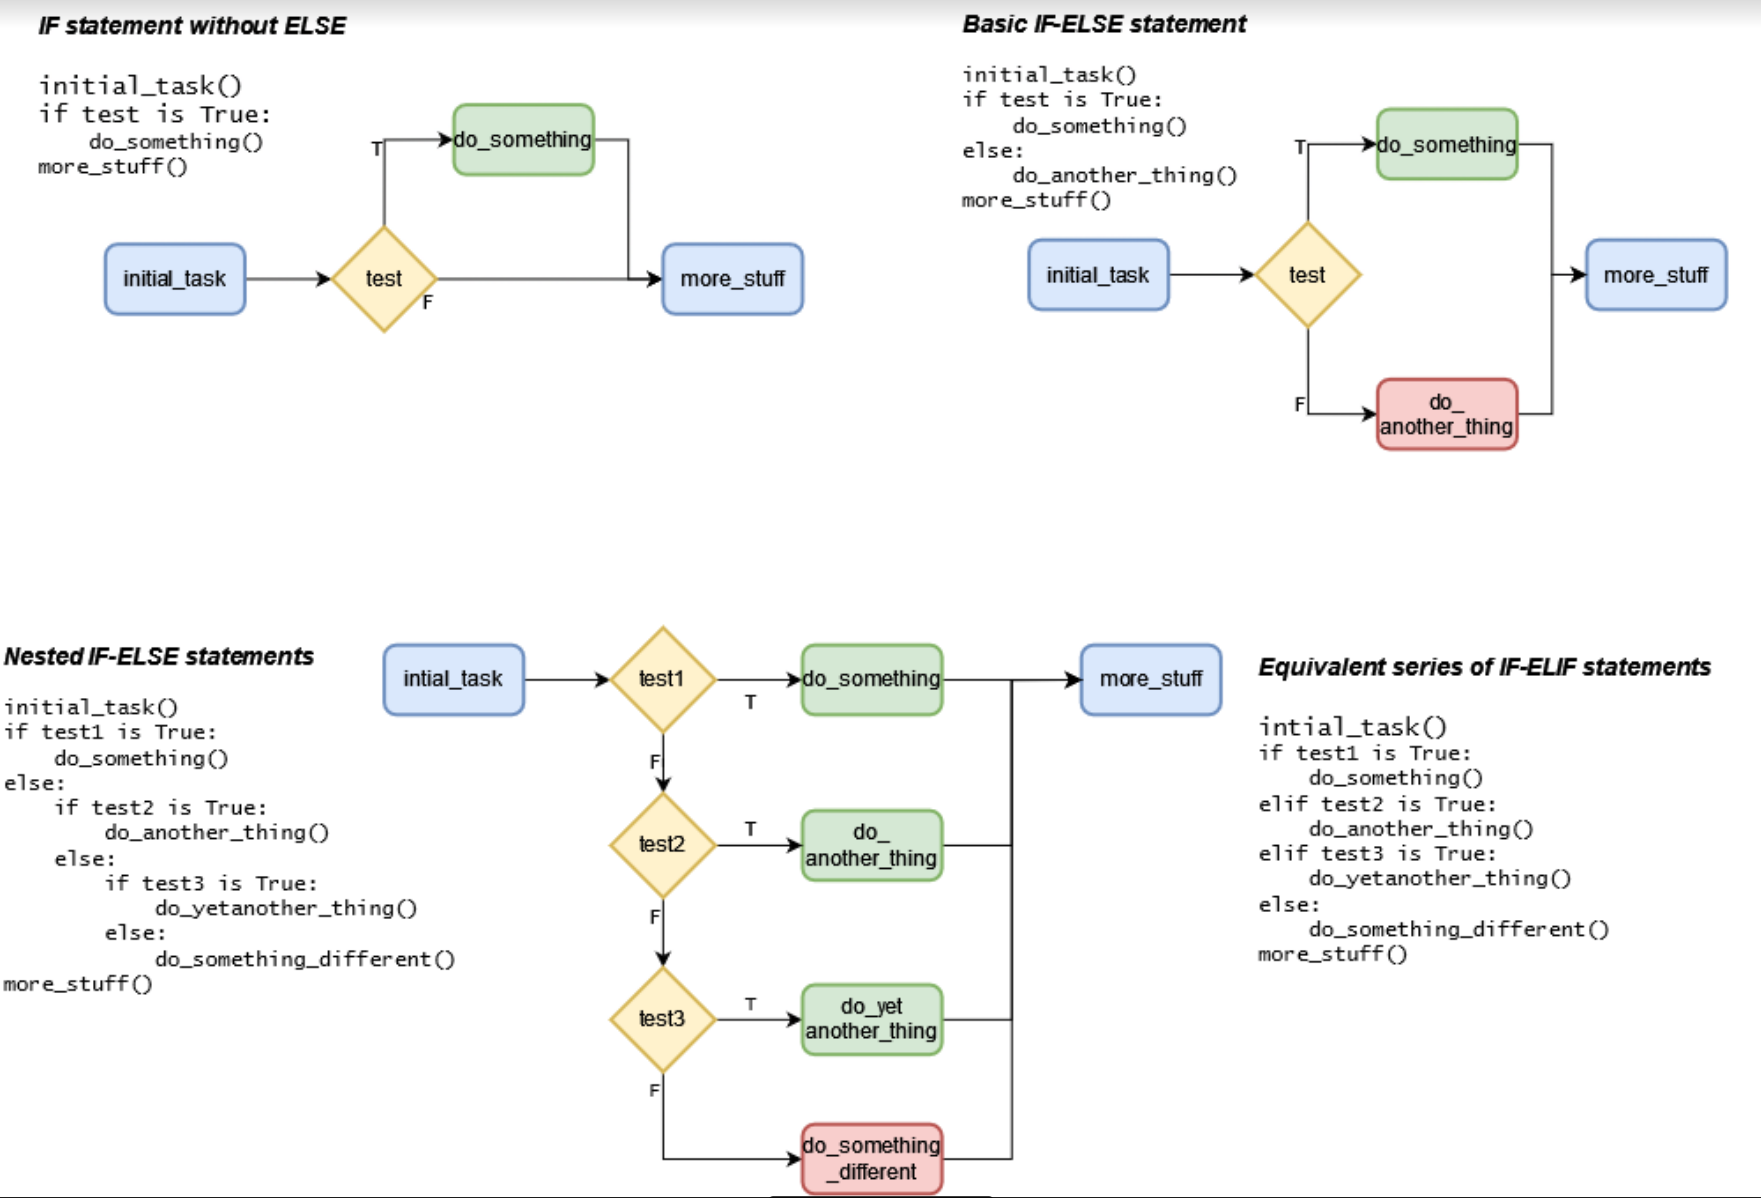 IF statement without ELSE
initial_task()
if test is True:
    do_something()
more_stuff()
do_something
T
initial_task
test
F
more_stuff
Basic IF-ELSE statement
initial_task()
if test is True:
    do_something()
else:
    do_another_thing()
more_stuff()
T
do_something
initial_task
test
more_stuff
F
do_
another_thing
Nested IF-ELSE statements
initial_task()
if test1 is True:
    do_something()
else:
    if test2 is True:
        do_another_thing()
    else:
        if test3 is True:
            do_yetanother_thing()
        else:
            do_something_different()
more_stuff()
intial_task
test1
T
do_something
more_stuff
F
test2
T
do_
another_thing
F
test3
T
do_yet
another_thing
F
do_something
_different
Equivalent series of IF-ELIF statements
intial_task()
if test1 is True:
    do_something()
elif test2 is True:
    do_another_thing()
elif test3 is True:
    do_yetanother_thing()
else:
    do_something_different()
more_stuff()